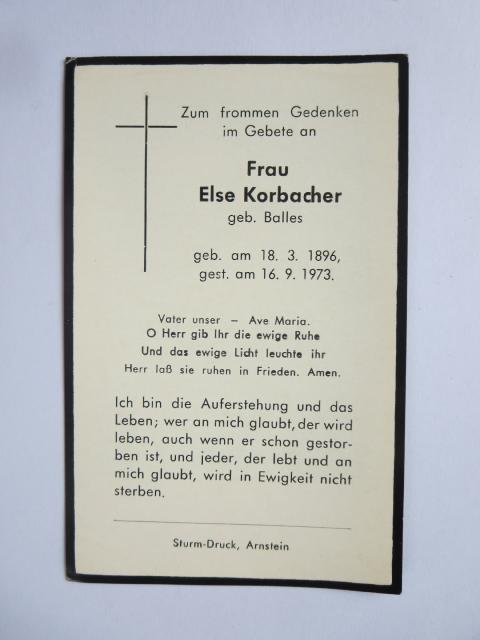 Zum frommen Gedenken
im Gebete an
Frau
Else Korbacher
geb. Balles
geb. am 18. 3. 1896,
gest. am 16. 9. 1973.
Vater unser – Ave Maria.
O Herr gib Ihr die ewige Ruhe
Und das ewige Licht leuchte ihr
Herr laß sie ruhen in Frieden. Amen.
Ich bin die Auferstehung und das
Leben; wer an mich glaubt, der wird
leben, auch wenn er schon gestor-
ben ist, und jeder, der lebt und an
mich glaubt, wird in Ewigkeit nicht
sterben.
Sturm-Druck, Arnstein